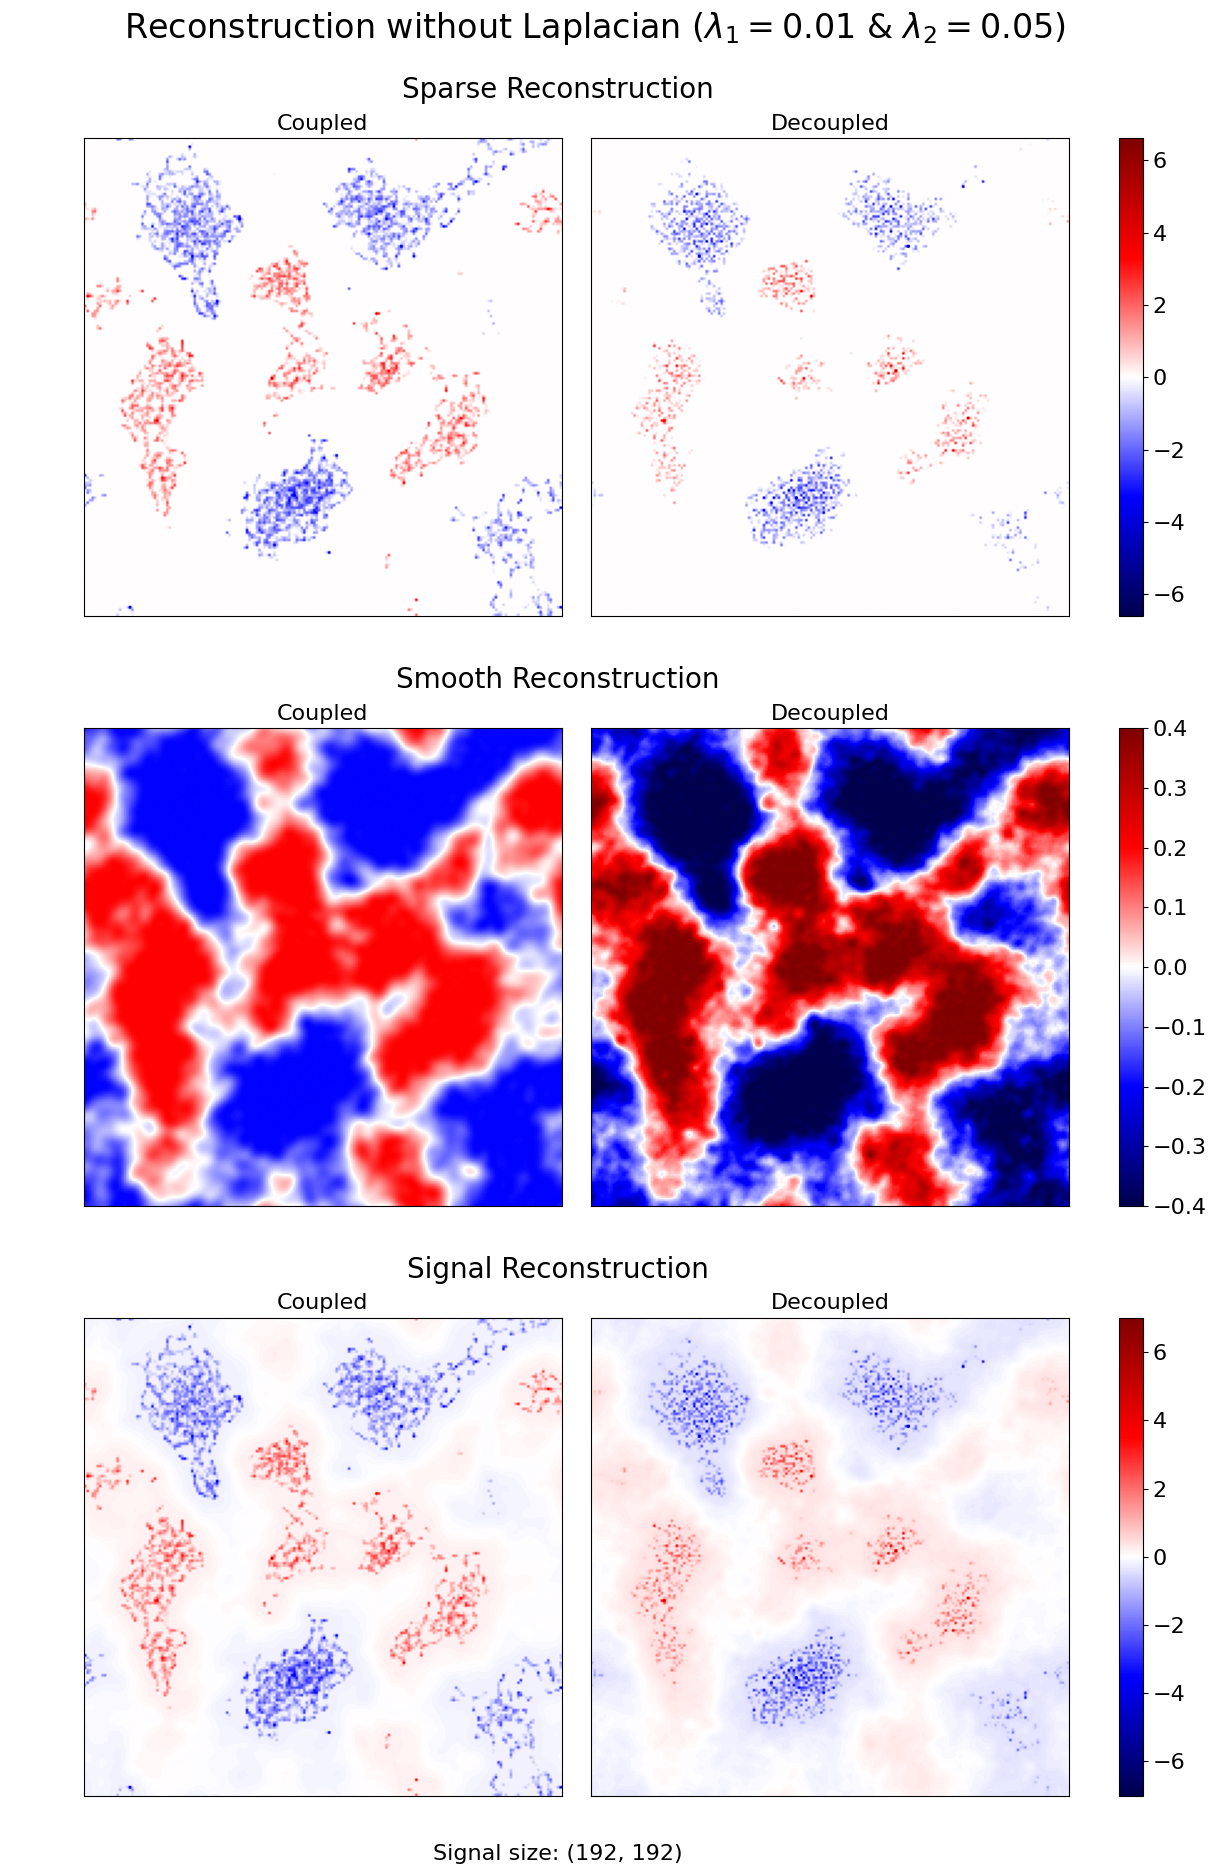 Reconstruction without Laplacian (λ₁ = 0.01 & λ₂ = 0.05)
Sparse Reconstruction
Coupled
Decoupled
6
4
2
0
−2
−4
−6
Smooth Reconstruction
Coupled
Decoupled
0.4
0.3
0.2
0.1
0.0
−0.1
−0.2
−0.3
−0.4
Signal Reconstruction
Coupled
Decoupled
6
4
2
0
−2
−4
−6
Signal size: (192, 192)